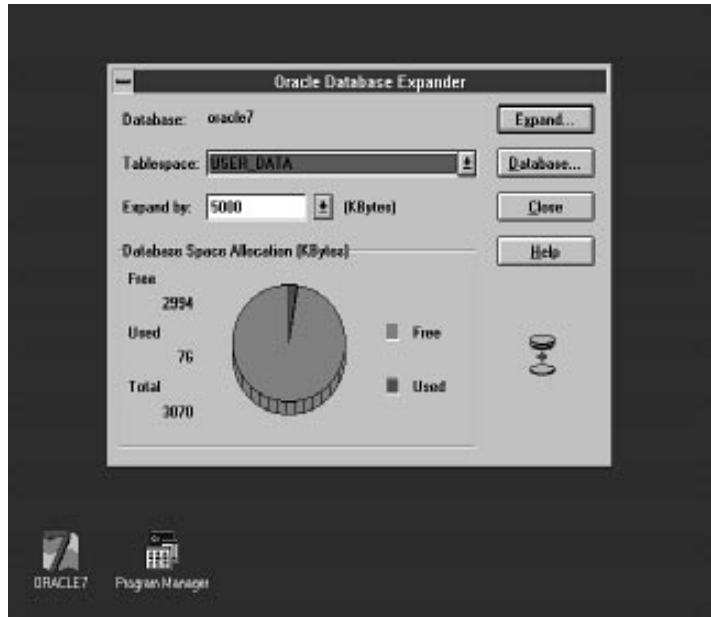 Oracle Database Expander
Database: oracle7
Expand...
Tablespace: USER_DATA
Database...
Expand by: 5000 (KBytes)
Close
Database Space Allocation (KBytes)
Help
Free
2994
Used
76
Total
3070
Free
Used
ORACLE7
Program Manager